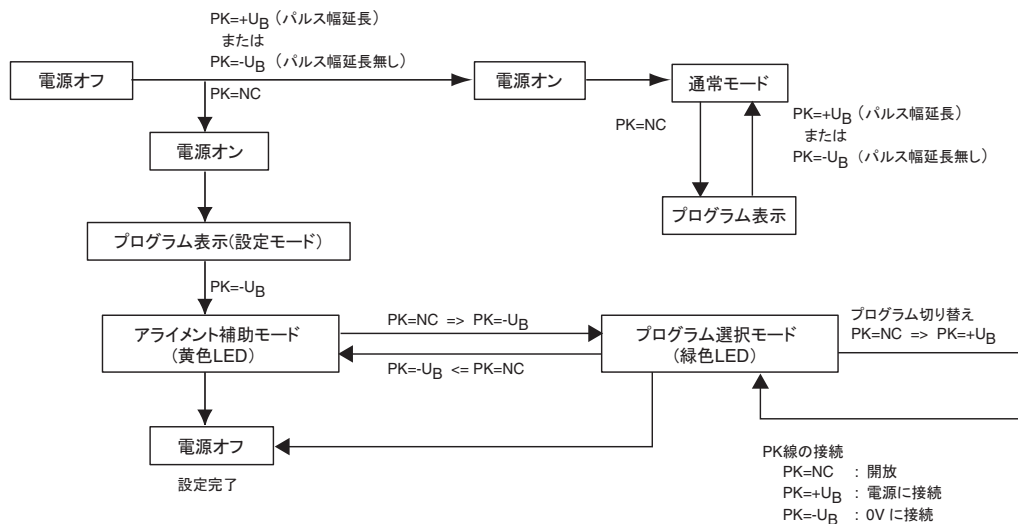 PK=+UB (パルス幅延長)
または
PK=-UB (パルス幅延長無し)
電源オフ
PK=NC
電源オン
通常モード
PK=NC
PK=+UB (パルス幅延長)
または
PK=-UB (パルス幅延長無し)
電源オン
プログラム表示
プログラム表示(設定モード)
PK=-UB
アライメント補助モード
(黄色LED)
PK=NC => PK=-UB
PK=-UB <= PK=NC
プログラム選択モード
(緑色LED)
プログラム切り替え
PK=NC => PK=+UB
電源オフ
設定完了
PK線の接続
PK=NC : 開放
PK=+UB : 電源に接続
PK=-UB : 0Vに接続